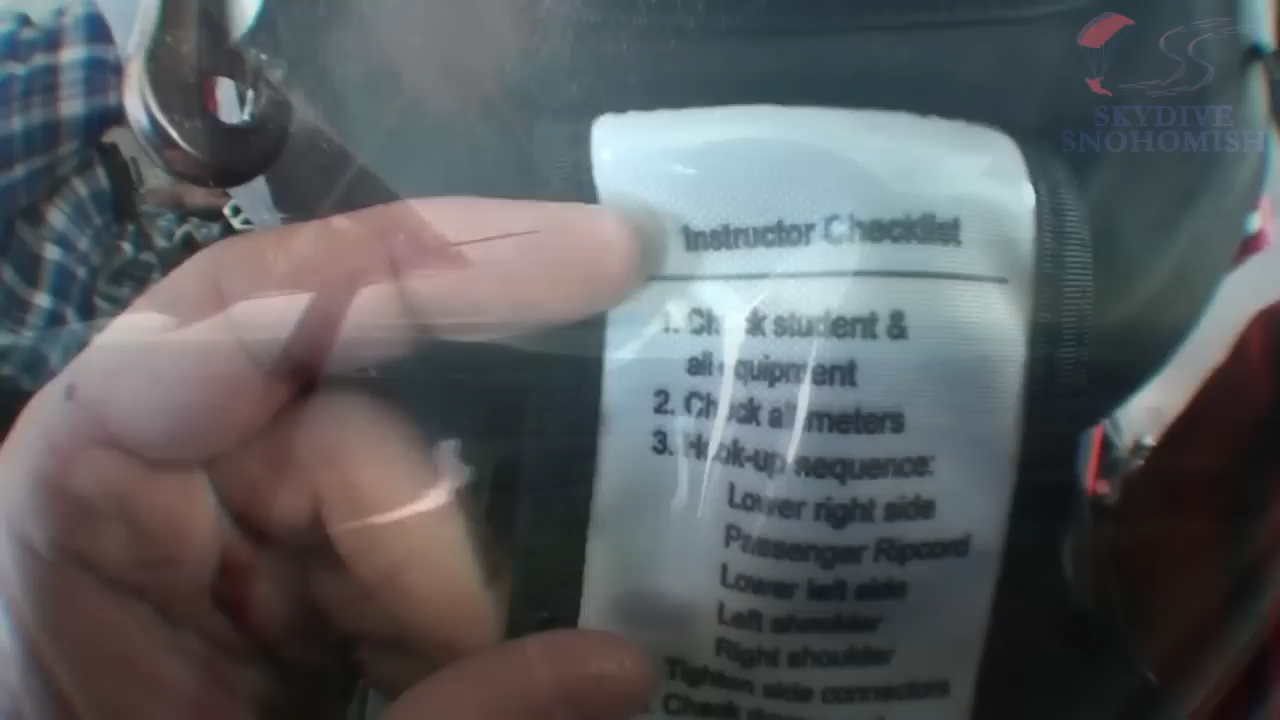 SKYDIVE
SNOHOMISH
Instructor Checklist
1. Check student &
all equipment
2. Check altimeters
3. Hook-up sequence:
Lower right side
Passenger Ripcord
Lower left side
Left shoulder
Right shoulder
Tighten side connectors
Check